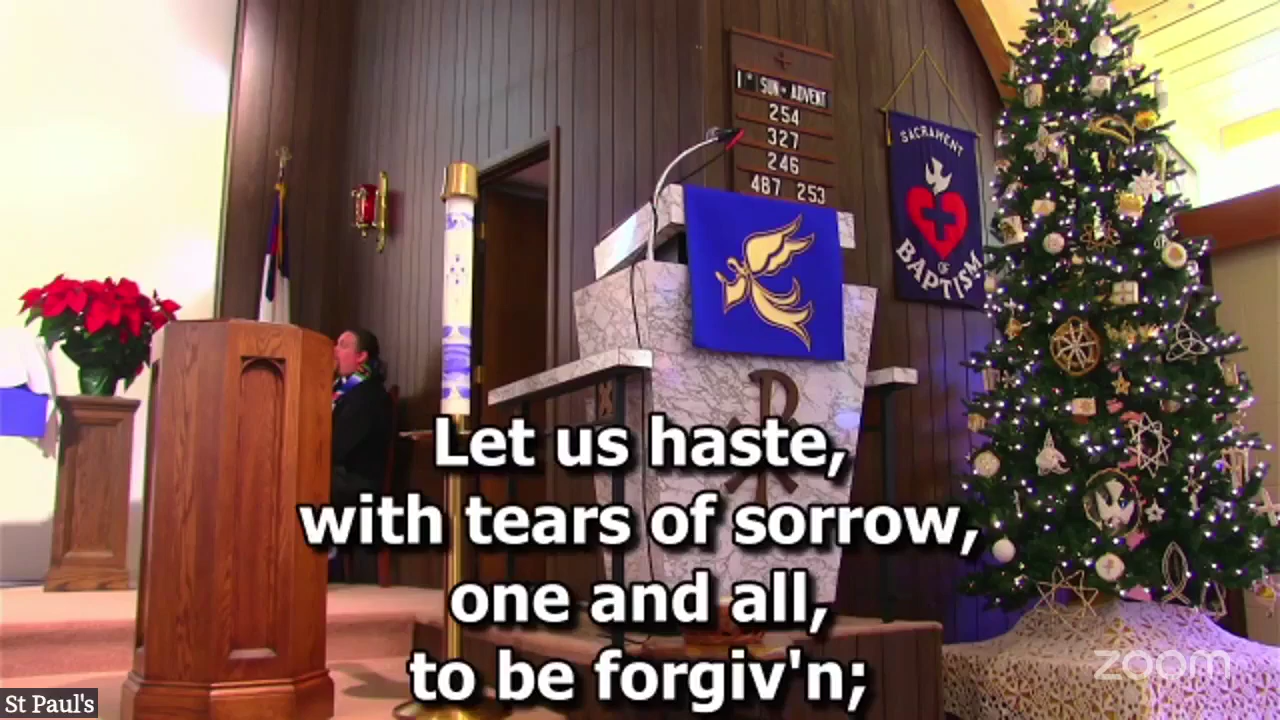 1st SUN - ADVENT
254
327
246
487 253
SACRAMENT
OF
BAPTISM
Let us haste,
with tears of sorrow,
one and all,
to be forgiv'n;
zoom
St Paul's